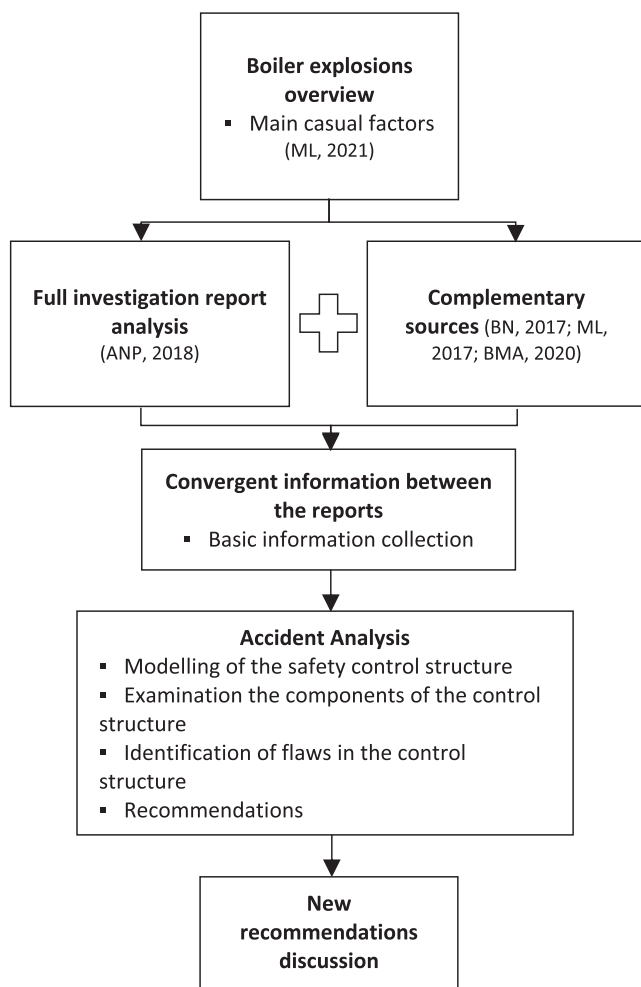 Boiler explosions
overview
▪ Main casual factors
(ML, 2021)
Full investigation report
analysis
(ANP, 2018)
Complementary
sources (BN, 2017; ML,
2017; BMA, 2020)
Convergent information between
the reports
▪ Basic information collection
Accident Analysis
▪ Modelling of the safety control structure
▪ Examination the components of the control
structure
▪ Identification of flaws in the control
structure
▪ Recommendations
New
recommendations
discussion